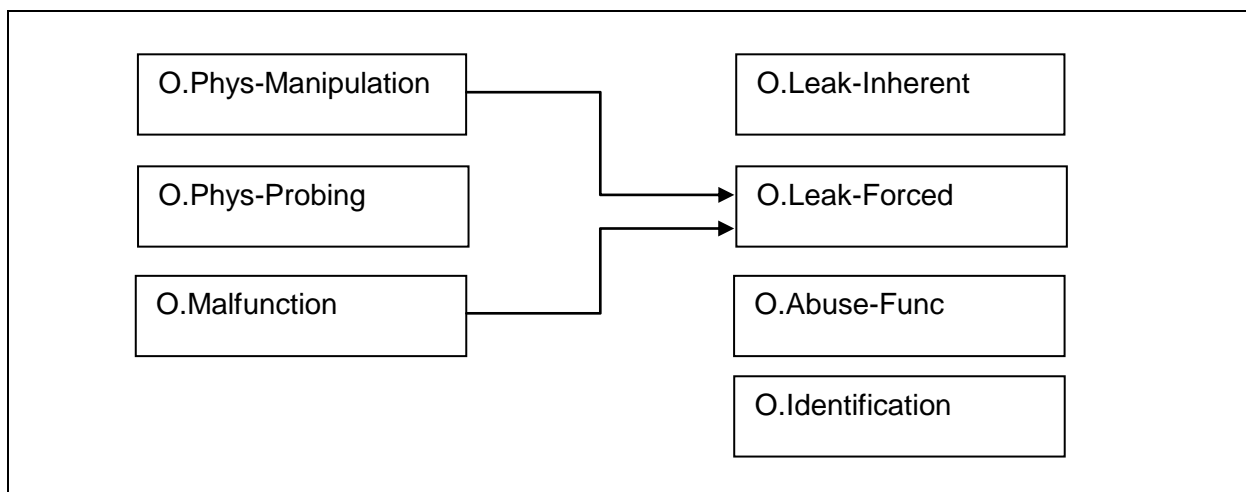 O.Phys-Manipulation
O.Phys-Probing
O.Malfunction
O.Leak-Inherent
O.Leak-Forced
O.Abuse-Func
O.Identification